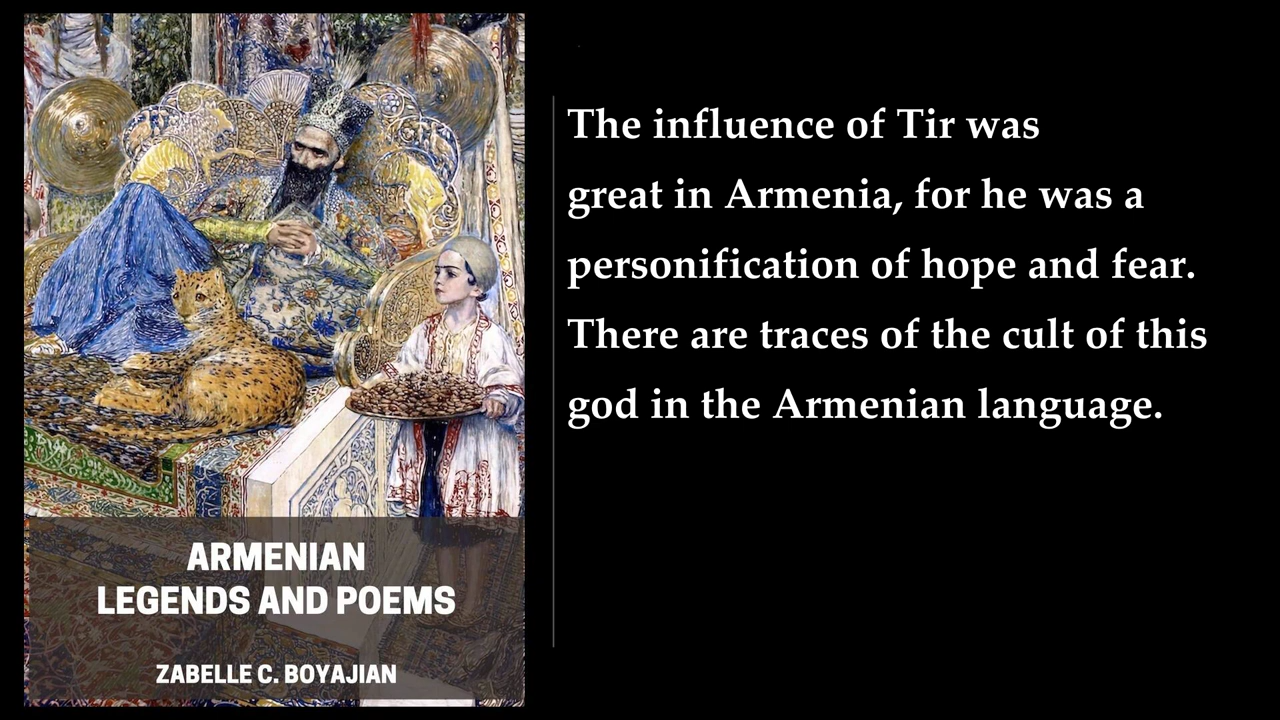 The influence of Tir was
great in Armenia, for he was a
personification of hope and fear.
There are traces of the cult of this
god in the Armenian language.
ARMENIAN
LEGENDS AND POEMS
ZABELLE C. BOYAJIAN